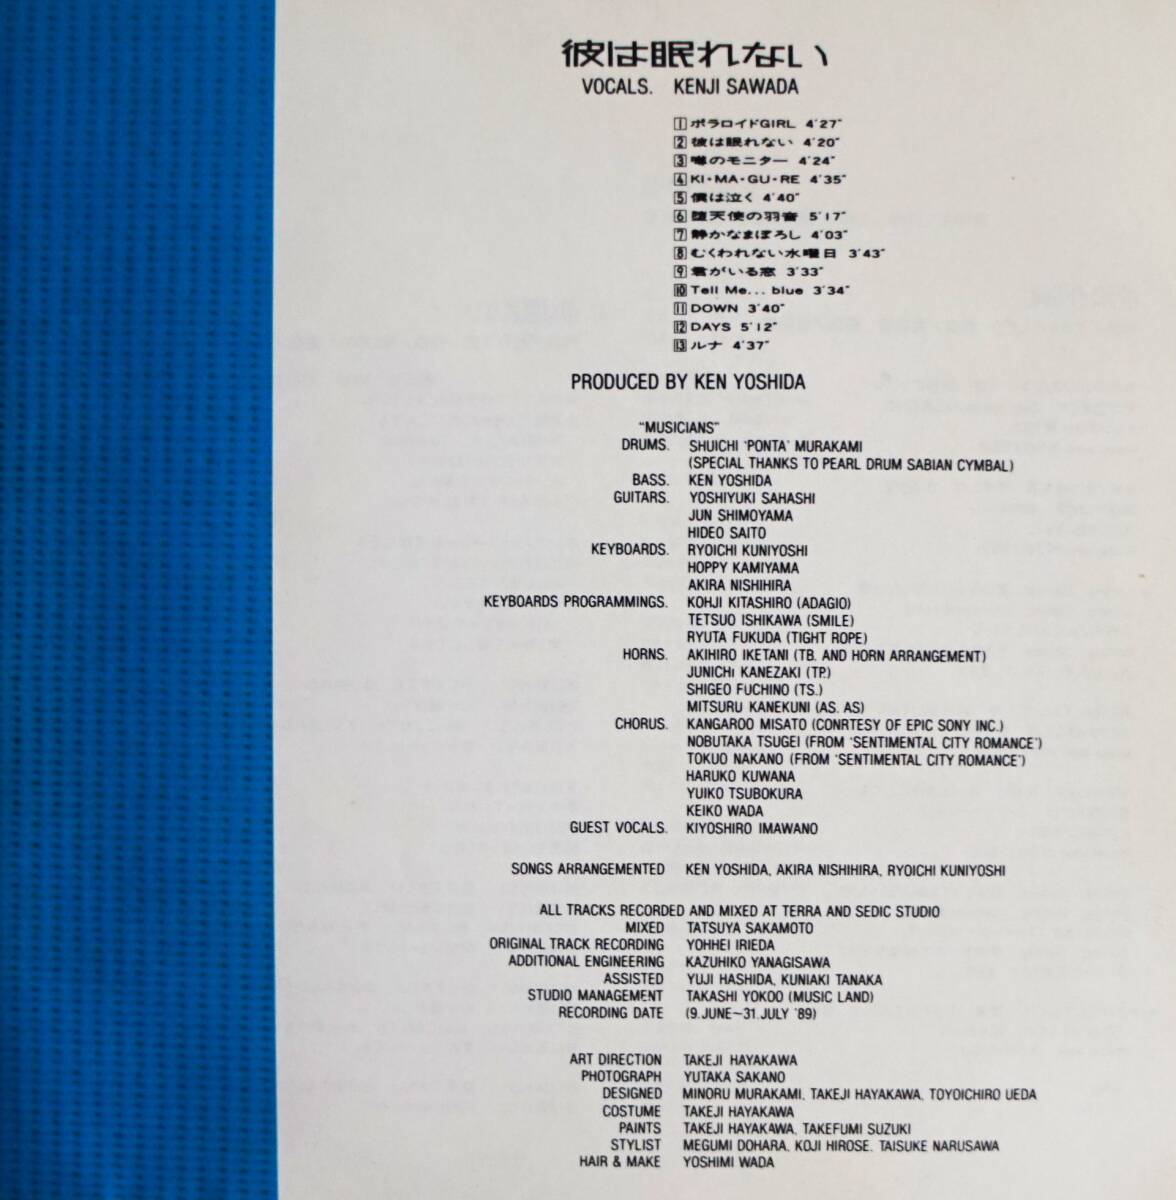 彼は眠れない
VOCALS. KENJI SAWADA
1 ポラロイドGIRL 4'27"
2 彼は眠れない 4'20"
3 噂のモニター 4'24"
4 KI・MA・GU・RE 4'35"
5 僕は泣く 4'40"
6 堕天使の羽音 5'17"
7 静かなまぼろし 4'03"
8 むくわれない水曜日 3'43"
9 君がいる窓 3'33"
10 Tell Me... blue 3'34"
11 DOWN 3'40"
12 DAYS 5'12"
13 ルナ 4'37"
PRODUCED BY KEN YOSHIDA
"MUSICIANS"
DRUMS. SHUICHI 'PONTA' MURAKAMI
(SPECIAL THANKS TO PEARL DRUM SABIAN CYMBAL)
BASS. KEN YOSHIDA
GUITARS. YOSHIYUKI SAHASHI
JUN SHIMOYAMA
HIDEO SAITO
KEYBOARDS. RYOICHI KUNIYOSHI
HOPPY KAMIYAMA
AKIRA NISHIHIRA
KEYBOARDS PROGRAMMINGS. KOHJI KITASHIRO (ADAGIO)
TETSUO ISHIKAWA (SMILE)
RYUTA FUKUDA (TIGHT ROPE)
HORNS. AKIHIRO IKETANI (TB. AND HORN ARRANGEMENT)
JUNICHI KANEZAKI (TP.)
SHIGEO FUCHINO (TS.)
MITSURU KANEKUNI (AS. AS)
CHORUS. KANGAROO MISATO (CONRTESY OF EPIC SONY INC.)
NOBUTAKA TSUGEI (FROM 'SENTIMENTAL CITY ROMANCE')
TOKUO NAKANO (FROM 'SENTIMENTAL CITY ROMANCE')
HARUKO KUWANA
YUIKO TSUBOKURA
KEIKO WADA
GUEST VOCALS. KIYOSHIRO IMAWANO
SONGS ARRANGEMENTED KEN YOSHIDA, AKIRA NISHIHIRA, RYOICHI KUNIYOSHI
ALL TRACKS RECORDED AND MIXED AT TERRA AND SEDIC STUDIO
MIXED TATSUYA SAKAMOTO
ORIGINAL TRACK RECORDING YOHHEI IRIEDA
ADDITIONAL ENGINEERING KAZUHIKO YANAGISAWA
ASSISTED YUJI HASHIDA, KUNIAKI TANAKA
STUDIO MANAGEMENT TAKASHI YOKOO (MUSIC LAND)
RECORDING DATE (9.JUNE~31.JULY '89)
ART DIRECTION TAKEJI HAYAKAWA
PHOTOGRAPH YUTAKA SAKANO
DESIGNED MINORU MURAKAMI, TAKEJI HAYAKAWA, TOYOICHIRO UEDA
COSTUME TAKEJI HAYAKAWA
PAINTS TAKEJI HAYAKAWA, TAKEFUMI SUZUKI
STYLIST MEGUMI DOHARA, KOJI HIROSE, TAISUKE NARUSAWA
HAIR & MAKE YOSHIMI WADA